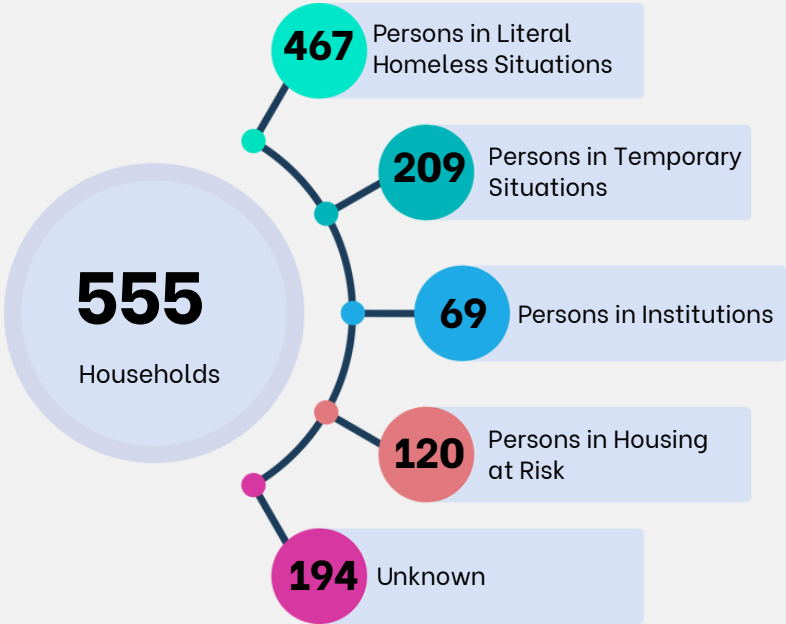 467
Persons in Literal
Homeless Situations
209
Persons in Temporary
Situations
555
Households
69
Persons in Institutions
120
Persons in Housing
at Risk
194
Unknown